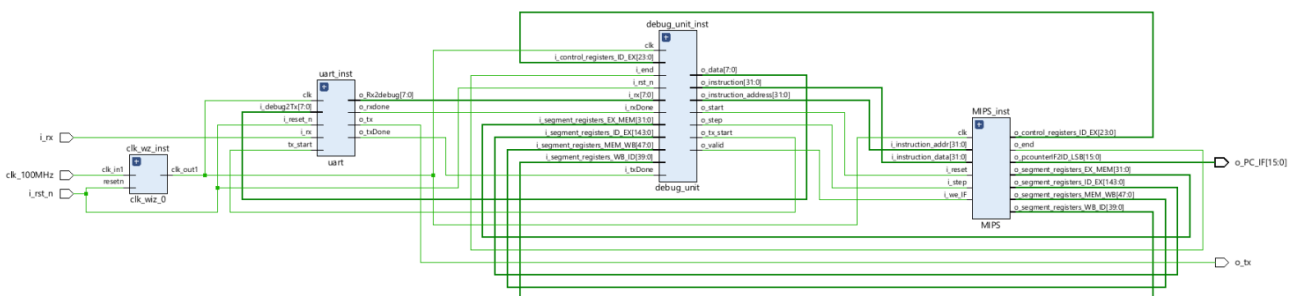 i_rx
clk_100MHz
i_rst_n
clk_wz_inst
clk_in1
resetn
clk_out1
clk_wiz_0
uart_inst
clk
i_debug2Tx[7:0]
i_reset_n
i_rx
tx_start
o_Rx2debug[7:0]
o_rxdone
o_tx
o_txDone
uart
debug_unit_inst
clk
i_control_registers_ID_EX[23:0]
i_end
i_rst_n
i_rx[7:0]
i_rxDone
i_segment_registers_EX_MEM[31:0]
i_segment_registers_ID_EX[143:0]
i_segment_registers_MEM_WB[47:0]
i_segment_registers_WB_ID[39:0]
i_txDone
o_data[7:0]
o_instruction[31:0]
o_instruction_address[31:0]
o_start
o_step
o_tx_start
o_valid
debug_unit
MIPS_inst
clk
i_instruction_addr[31:0]
i_instruction_data[31:0]
i_reset
i_step
i_we_IF
o_control_registers_ID_EX[23:0]
o_end
o_pcounterIF2ID_LSB[15:0]
o_segment_registers_EX_MEM[31:0]
o_segment_registers_ID_EX[143:0]
o_segment_registers_MEM_WB[47:0]
o_segment_registers_WB_ID[39:0]
MIPS
o_PC_IF[15:0]
o_tx